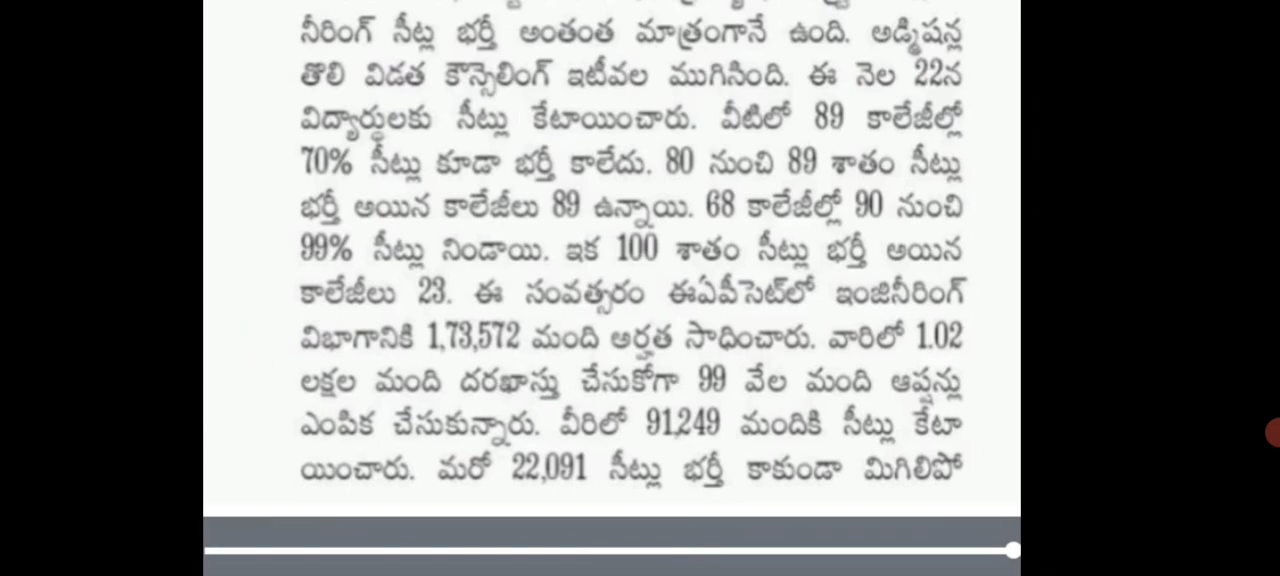 నీరింగ్ సీట్ల భర్తీ అంతంత మాత్రంగానే ఉంది. అడ్మిషన్ల
తొలి విడత కౌన్సెలింగ్ ఇటీవల ముగిసింది. ఈ నెల 22న
విద్యార్థులకు సీట్లు కేటాయించారు. వీటిలో 89 కాలేజీల్లో
70% సీట్లు కూడా భర్తీ కాలేదు. 80 నుంచి 89 శాతం సీట్లు
భర్తీ అయిన కాలేజీలు 89 ఉన్నాయి. 68 కాలేజీల్లో 90 నుంచి
99% సీట్లు నిండాయి. ఇక 100 శాతం సీట్లు భర్తీ అయిన
కాలేజీలు 23. ఈ సంవత్సరం ఈఏపీసెట్‌లో ఇంజినీరింగ్
విభాగానికి 1,73,572 మంది అర్హత సాధించారు. వారిలో 1.02
లక్షల మంది దరఖాస్తు చేసుకోగా 99 వేల మంది ఆప్షన్లు
ఎంపిక చేసుకున్నారు. వీరిలో 91,249 మందికి సీట్లు కేటా
యించారు. మరో 22,091 సీట్లు భర్తీ కాకుండా మిగిలిపో